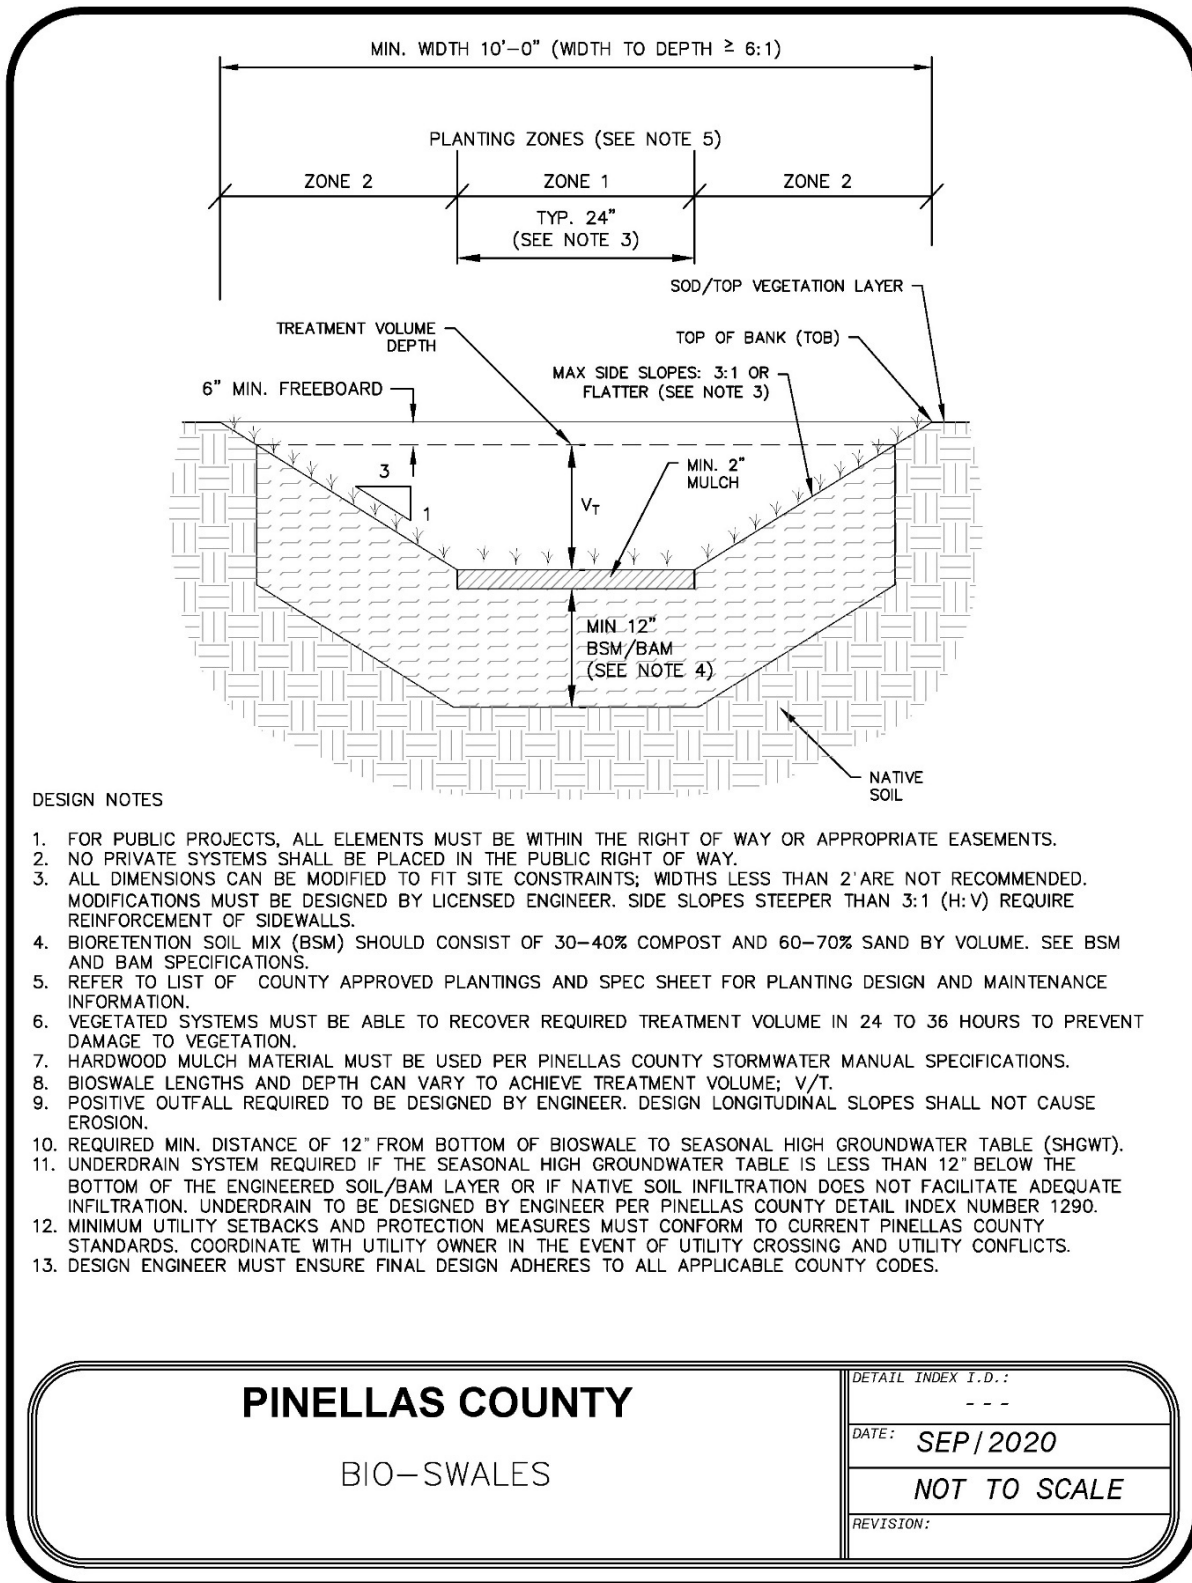 MIN. WIDTH 10'-0" (WIDTH TO DEPTH ≥ 6:1)
PLANTING ZONES (SEE NOTE 5)
ZONE 2
ZONE 1
ZONE 2
TYP. 24"
(SEE NOTE 3)
SOD/TOP VEGETATION LAYER
TREATMENT VOLUME
DEPTH
TOP OF BANK (TOB)
MAX SIDE SLOPES: 3:1 OR
FLATTER (SEE NOTE 3)
6" MIN. FREEBOARD
3
1
MIN. 2"
MULCH
VT
MIN 12"
BSM/BAM
(SEE NOTE 4)
NATIVE
SOIL
DESIGN NOTES
1. FOR PUBLIC PROJECTS, ALL ELEMENTS MUST BE WITHIN THE RIGHT OF WAY OR APPROPRIATE EASEMENTS.
2. NO PRIVATE SYSTEMS SHALL BE PLACED IN THE PUBLIC RIGHT OF WAY.
3. ALL DIMENSIONS CAN BE MODIFIED TO FIT SITE CONSTRAINTS; WIDTHS LESS THAN 2' ARE NOT RECOMMENDED.
MODIFICATIONS MUST BE DESIGNED BY LICENSED ENGINEER. SIDE SLOPES STEEPER THAN 3:1 (H:V) REQUIRE
REINFORCEMENT OF SIDEWALLS.
4. BIORETENTION SOIL MIX (BSM) SHOULD CONSIST OF 30-40% COMPOST AND 60-70% SAND BY VOLUME. SEE BSM
AND BAM SPECIFICATIONS.
5. REFER TO LIST OF COUNTY APPROVED PLANTINGS AND SPEC SHEET FOR PLANTING DESIGN AND MAINTENANCE
INFORMATION.
6. VEGETATED SYSTEMS MUST BE ABLE TO RECOVER REQUIRED TREATMENT VOLUME IN 24 TO 36 HOURS TO PREVENT
DAMAGE TO VEGETATION.
7. HARDWOOD MULCH MATERIAL MUST BE USED PER PINELLAS COUNTY STORMWATER MANUAL SPECIFICATIONS.
8. BIOSWALE LENGTHS AND DEPTH CAN VARY TO ACHIEVE TREATMENT VOLUME; V/T.
9. POSITIVE OUTFALL REQUIRED TO BE DESIGNED BY ENGINEER. DESIGN LONGITUDINAL SLOPES SHALL NOT CAUSE
EROSION.
10. REQUIRED MIN. DISTANCE OF 12" FROM BOTTOM OF BIOSWALE TO SEASONAL HIGH GROUNDWATER TABLE (SHGWT).
11. UNDERDRAIN SYSTEM REQUIRED IF THE SEASONAL HIGH GROUNDWATER TABLE IS LESS THAN 12" BELOW THE
BOTTOM OF THE ENGINEERED SOIL/BAM LAYER OR IF NATIVE SOIL INFILTRATION DOES NOT FACILITATE ADEQUATE
INFILTRATION. UNDERDRAIN TO BE DESIGNED BY ENGINEER PER PINELLAS COUNTY DETAIL INDEX NUMBER 1290.
12. MINIMUM UTILITY SETBACKS AND PROTECTION MEASURES MUST CONFORM TO CURRENT PINELLAS COUNTY
STANDARDS. COORDINATE WITH UTILITY OWNER IN THE EVENT OF UTILITY CROSSING AND UTILITY CONFLICTS.
13. DESIGN ENGINEER MUST ENSURE FINAL DESIGN ADHERES TO ALL APPLICABLE COUNTY CODES.
PINELLAS COUNTY
BIO-SWALES
DETAIL INDEX I.D.:
- - -
DATE: SEP/2020
NOT TO SCALE
REVISION: